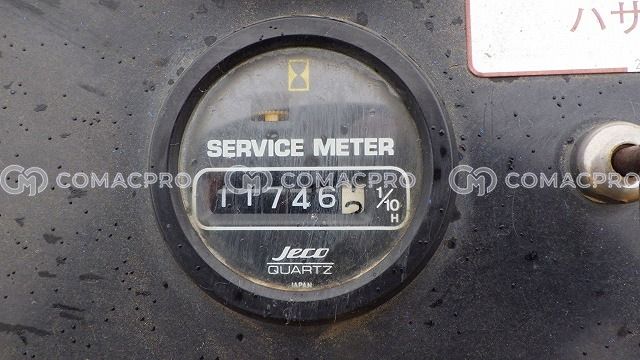 ハサ
SERVICE METER
COMACPRO COMACPRO COMACPRO
11746 1/10
H
Jeco
QUARTZ
JAPAN